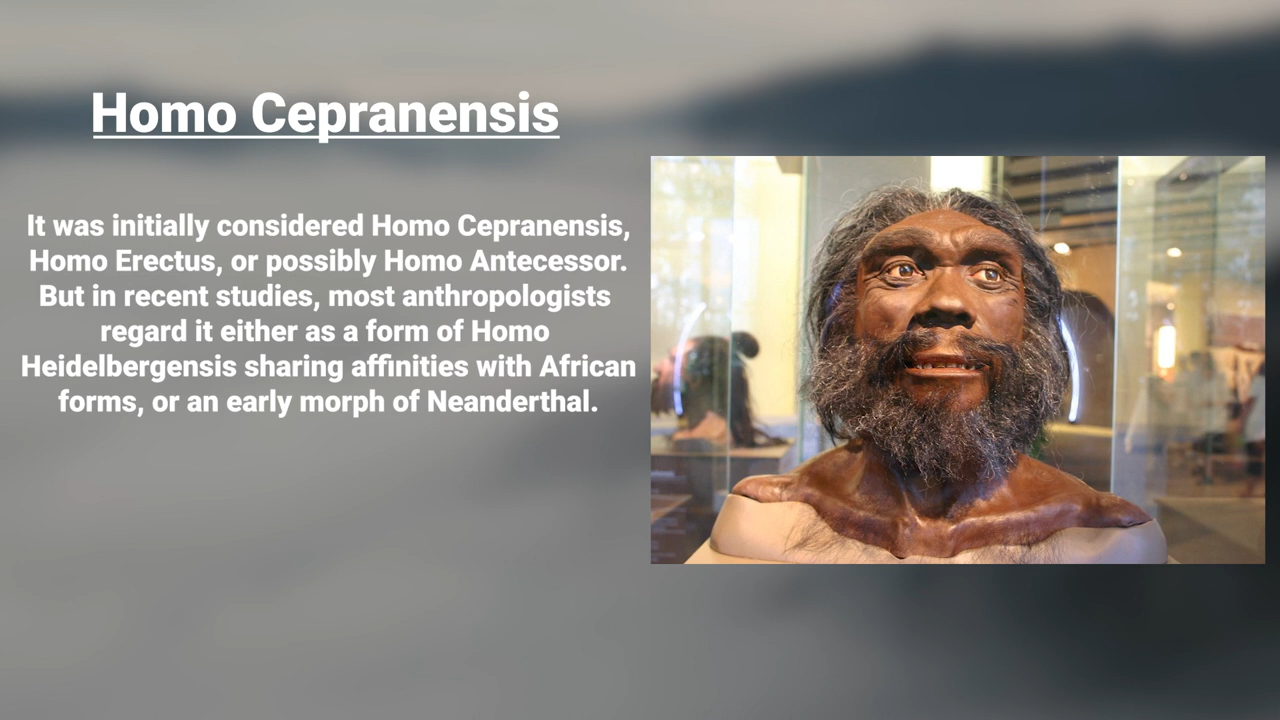 Homo Cepranensis
It was initially considered Homo Cepranensis,
Homo Erectus, or possibly Homo Antecessor.
But in recent studies, most anthropologists
regard it either as a form of Homo
Heidelbergensis sharing affinities with African
forms, or an early morph of Neanderthal.